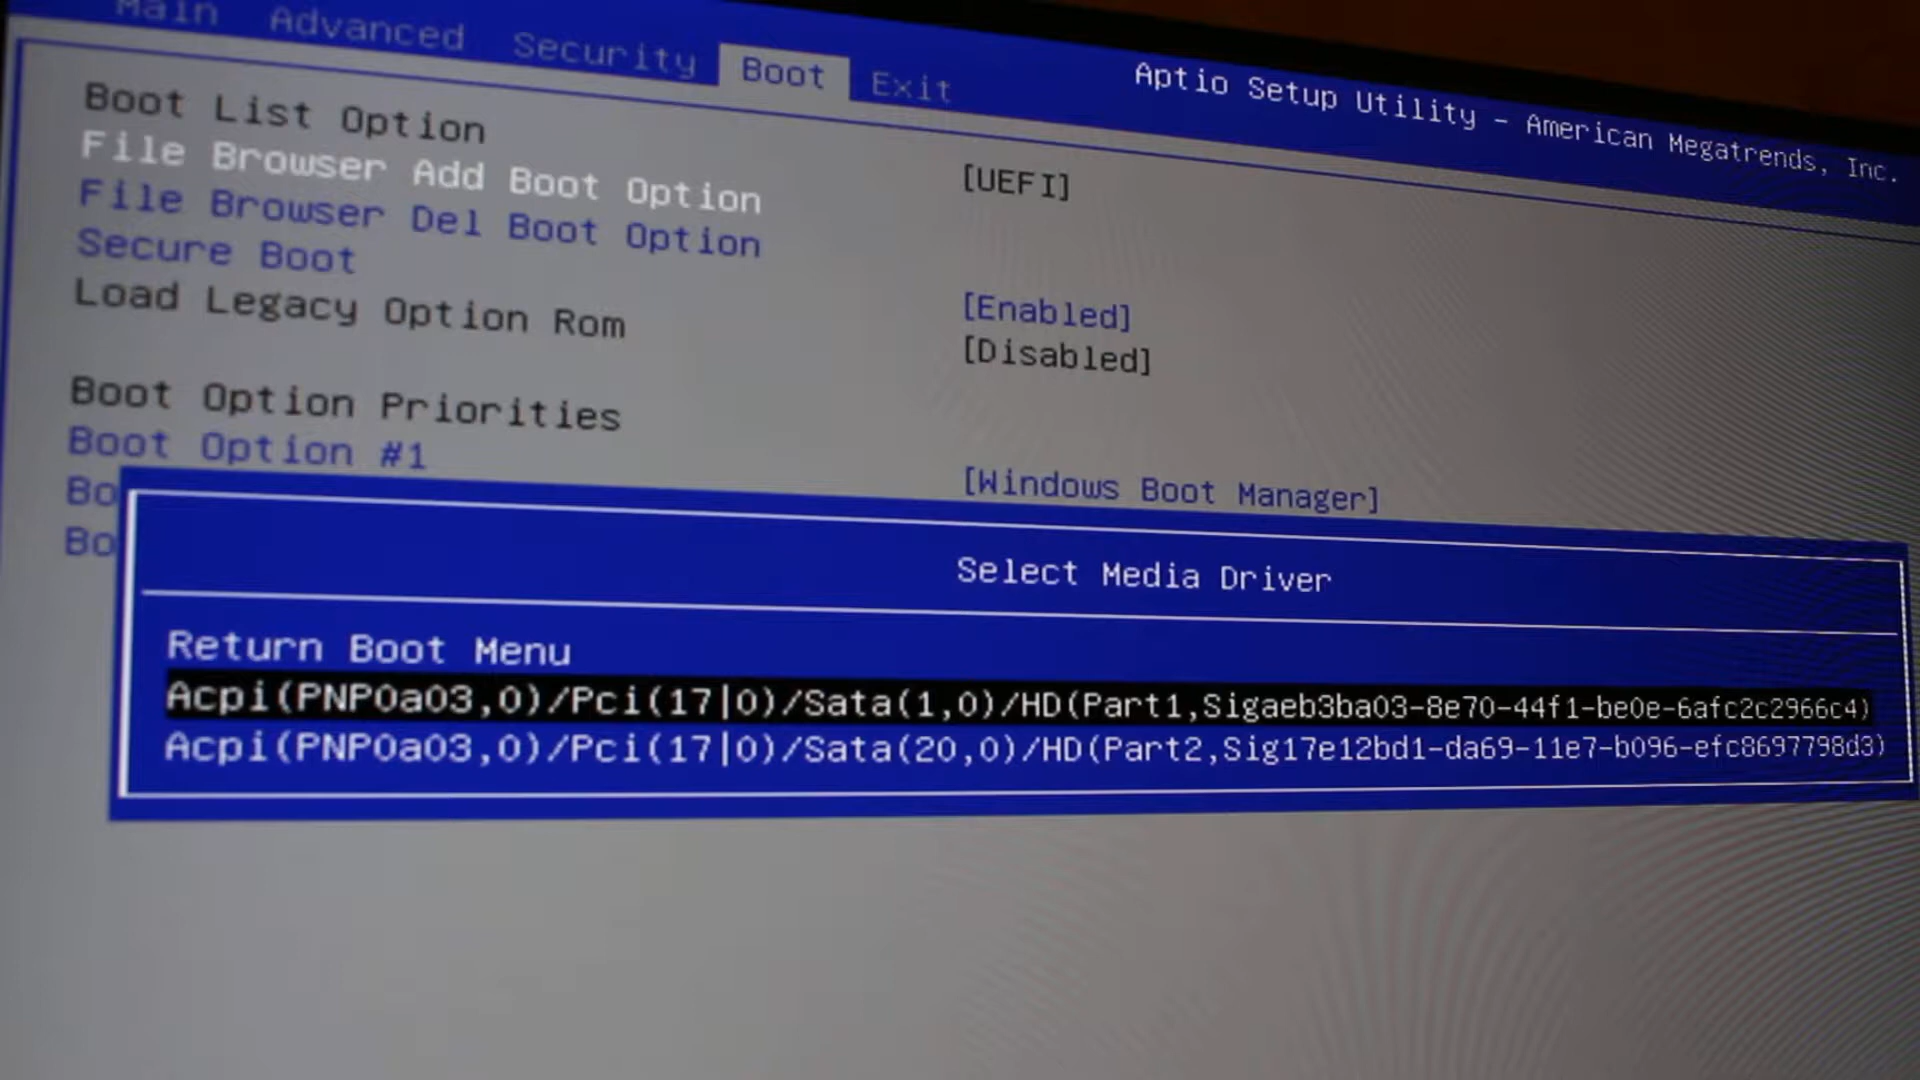 Main Advanced Security Boot Exit
Aptio Setup Utility - American Megatrends, Inc.
Boot List Option [UEFI]
File Browser Add Boot Option
File Browser Del Boot Option
Secure Boot [Enabled]
Load Legacy Option Rom [Disabled]
Boot Option Priorities
Boot Option #1 [Windows Boot Manager]
Bo
Bo
Select Media Driver
Return Boot Menu
Acpi(PNP0a03,0)/Pci(17|0)/Sata(1,0)/HD(Part1,Sigaeb3ba03-8e70-44f1-be0e-6afc2c2966c4)
Acpi(PNP0a03,0)/Pci(17|0)/Sata(20,0)/HD(Part2,Sig17e12bd1-da69-11e7-b096-efc8697798d3)